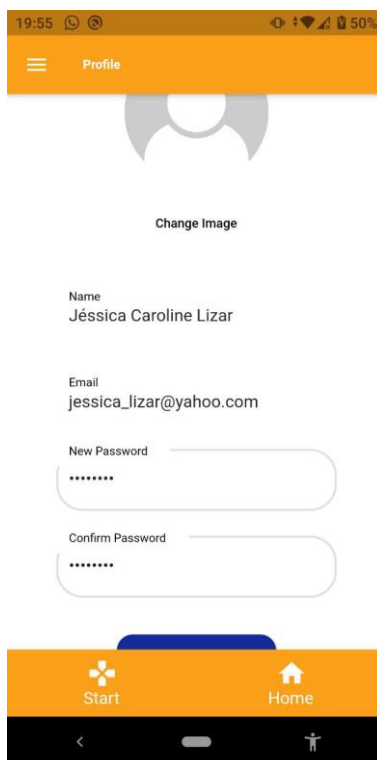 19:55 50%
Profile
Change Image
Name
Jéssica Caroline Lizar
Email
jessica_lizar@yahoo.com
New Password
••••••••
Confirm Password
••••••••
Start Home